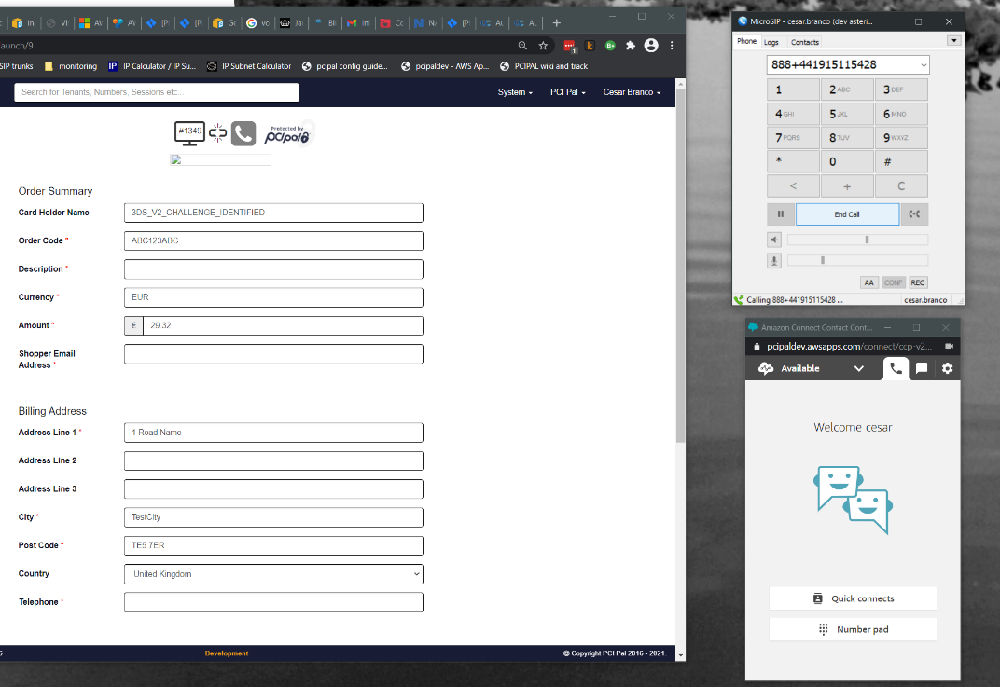 MicroSIP - cesar.branco (dev asteri...
Phone Logs Contacts
888+441915115428
1 2 ABC 3 DEF
4 GHI 5 JKL 6 MNO
7 PQRS 8 TUV 9 WXYZ
* 0 #
< + C
End Call
AA CONF REC
Calling 888+441915115428 ... cesar.branco
aunch/9
SIP trunks monitoring IP IP Calculator / IP Su... IP Subnet Calculator pcipal config guide... pcipaldev - AWS Ap... PCIPAL wiki and track
Search for Tenants, Numbers, Sessions etc..
System PCI Pal Cesar Branco
#1349
Protected by
pcipal
Order Summary
Card Holder Name 3DS_V2_CHALLENGE_IDENTIFIED
Order Code * ABC123ABC
Description *
Currency * EUR
Amount * € 29.32
Shopper Email
Address *
Billing Address
Address Line 1 * 1 Road Name
Address Line 2
Address Line 3
City * TestCity
Post Code * TE5 7ER
Country United Kingdom
Telephone *
Development © Copyright PCI Pal 2016 - 2021.
Amazon Connect Contact Cont...
pcipaldev.awsapps.com/connect/ccp-v2...
Available
Welcome cesar
Quick connects
Number pad